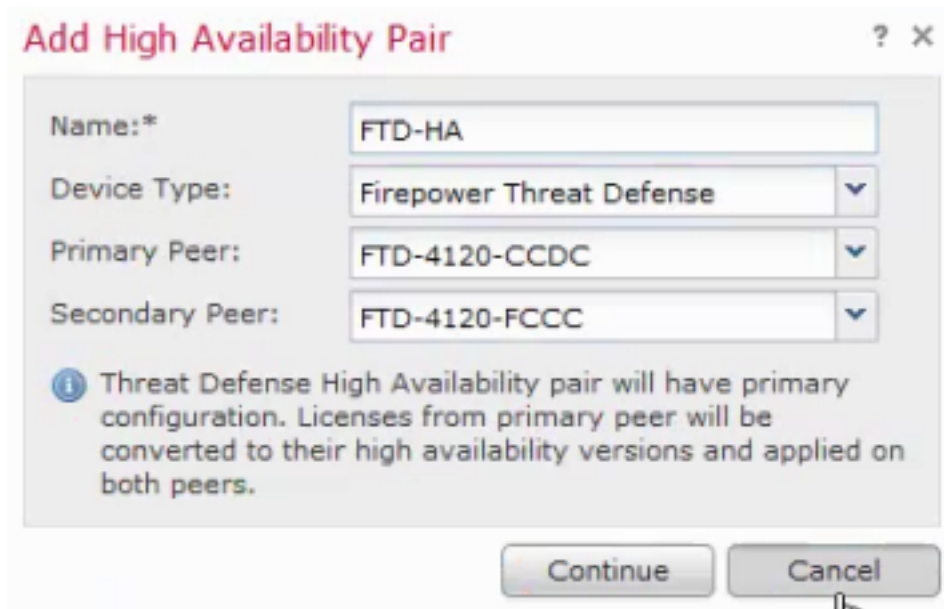 Add High Availability Pair ? ×
Name:* FTD-HA
Device Type: Firepower Threat Defense
Primary Peer: FTD-4120-CCDC
Secondary Peer: FTD-4120-FCCC
Threat Defense High Availability pair will have primary
configuration. Licenses from primary peer will be
converted to their high availability versions and applied on
both peers.
Continue Cancel